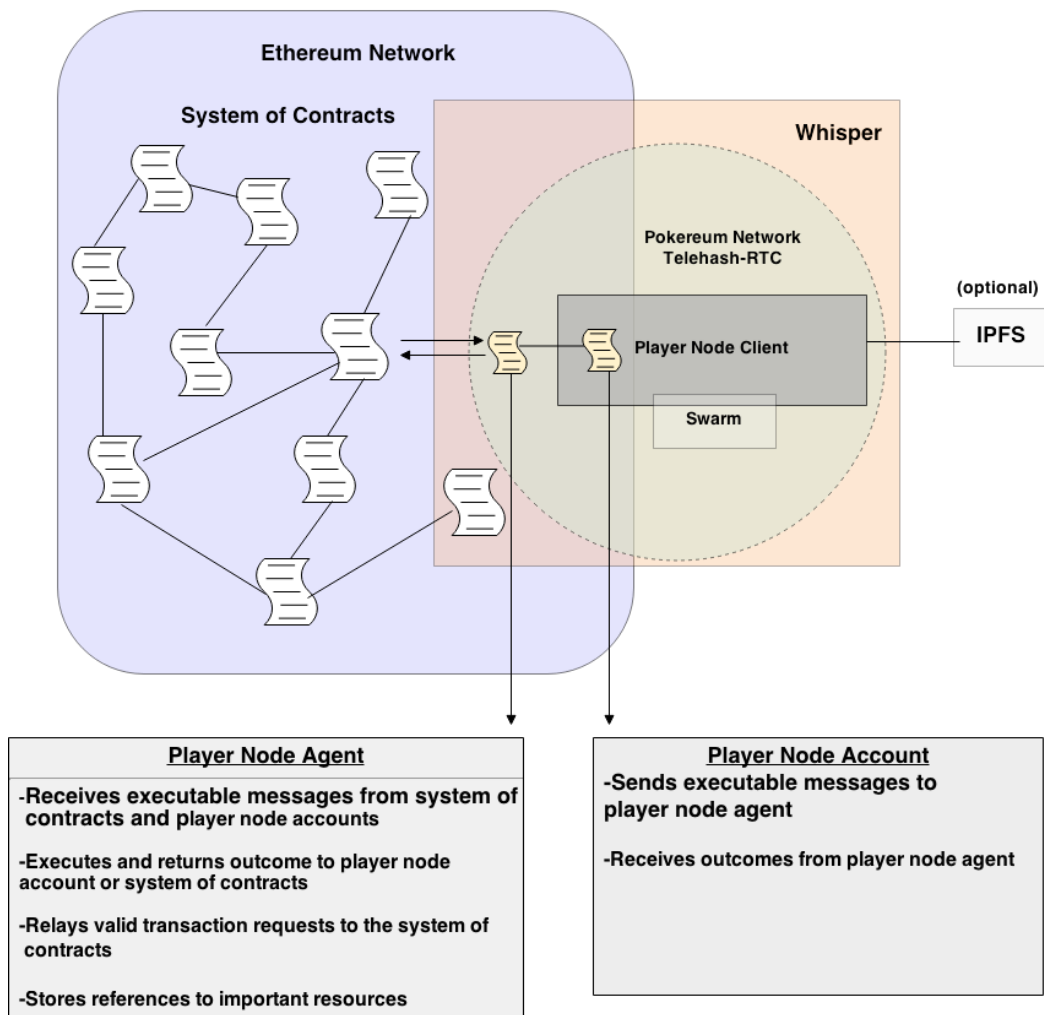 Ethereum Network
System of Contracts
Whisper
Pokereum Network
Telehash-RTC
(optional)
IPFS
Player Node Client
Swarm
Player Node Agent
-Receives executable messages from system of
contracts and player node accounts
-Executes and returns outcome to player node
account or system of contracts
-Relays valid transaction requests to the system of
contracts
-Stores references to important resources
Player Node Account
-Sends executable messages to
player node agent
-Receives outcomes from player node agent